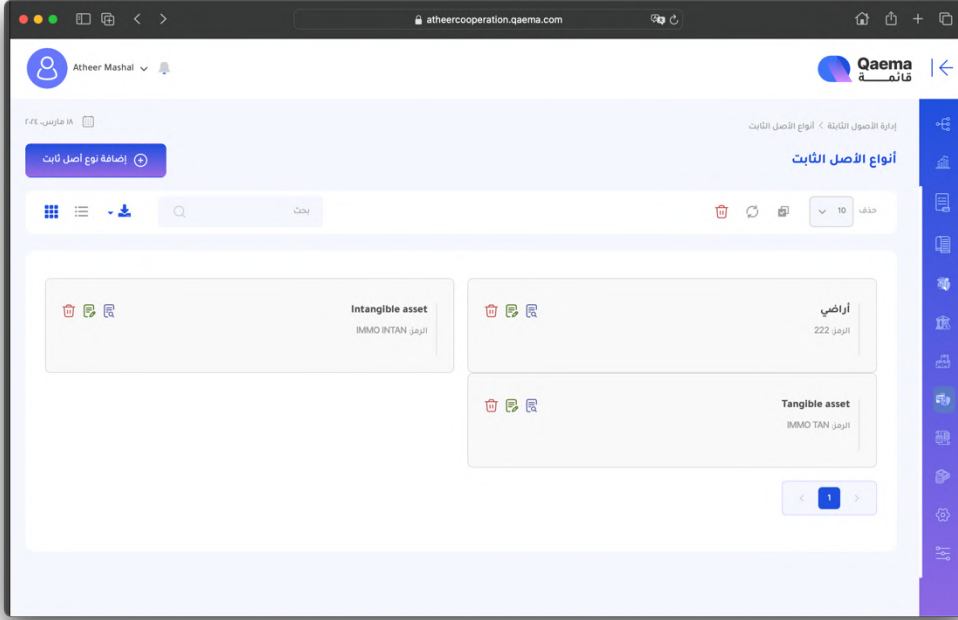 atheercooperation.qaema.com
Qaema
قائمة
Atheer Mashal
إدارة الأصول الثابتة > أنواع الأصل الثابت
١٨ مارس، ٢٠٢٤
أنواع الأصل الثابت
إضافة نوع أصل ثابت
حذف
10
بحث
أراضي
الرمز: 222
Intangible asset
الرمز: IMMO INTAN
Tangible asset
الرمز: IMMO TAN
1